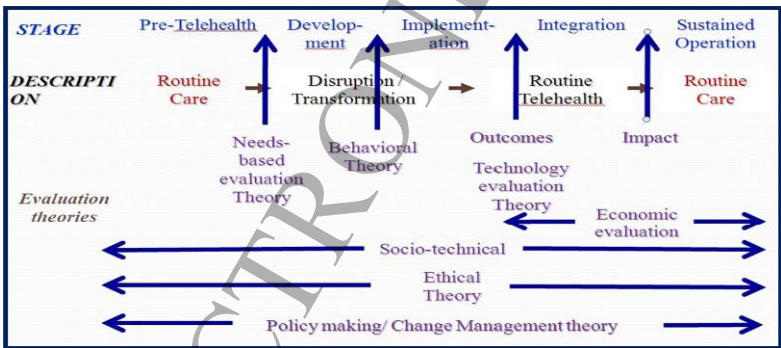 STAGE Pre-Telehealth Develop- Implement- Integration Sustained
ment ation Operation
DESCRIPTI Routine Disruption / Routine Routine
ON Care Transformation Telehealth Care
Needs- Behavioral Outcomes Impact
based Theory
evaluation Technology
Theory evaluation
Evaluation Theory
theories Economic
evaluation
Socio-technical
Ethical
Theory
Policy making/ Change Management theory
CTRON